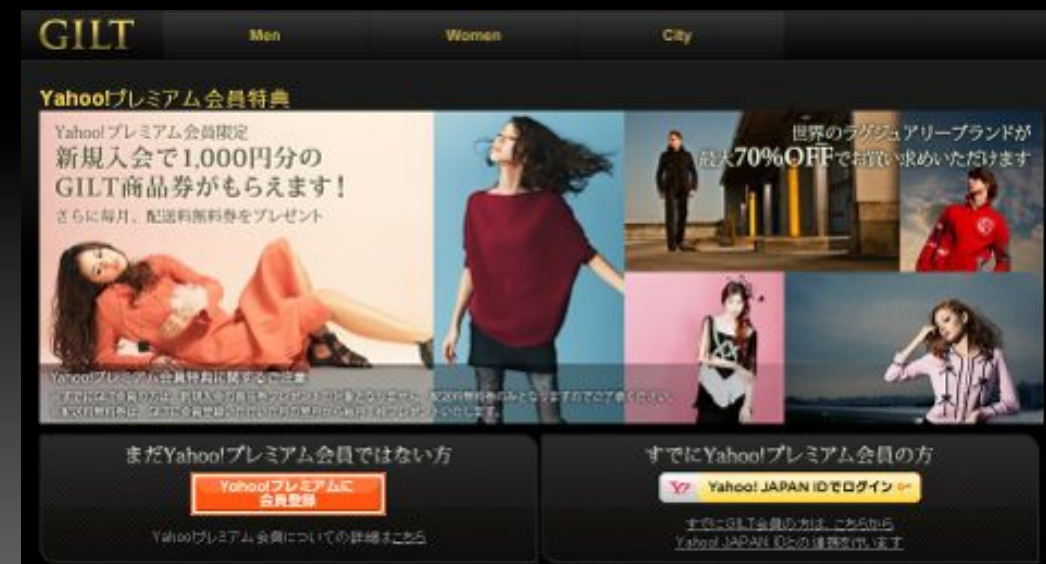 GILT
Men
Women
City
Yahoo!プレミアム会員特典
Yahoo!プレミアム会員限定
新規入会で1,000円分の
GILT商品券がもらえます！
さらに毎月、配送料無料券をプレゼント
世界のラグジュアリーブランドが
最大70%OFFでお買い求めいただけます
Yahoo!プレミアム会員特典に関するご注意
まだYahoo!プレミアム会員ではない方
Yahoo!プレミアムに
会員登録
Yahoo!プレミアム会員についての詳細はこちら
すでにYahoo!プレミアム会員の方
Yahoo! JAPAN IDでログイン
すでにGILT会員の方は、こちらから
Yahoo! JAPAN IDとの連携を行います